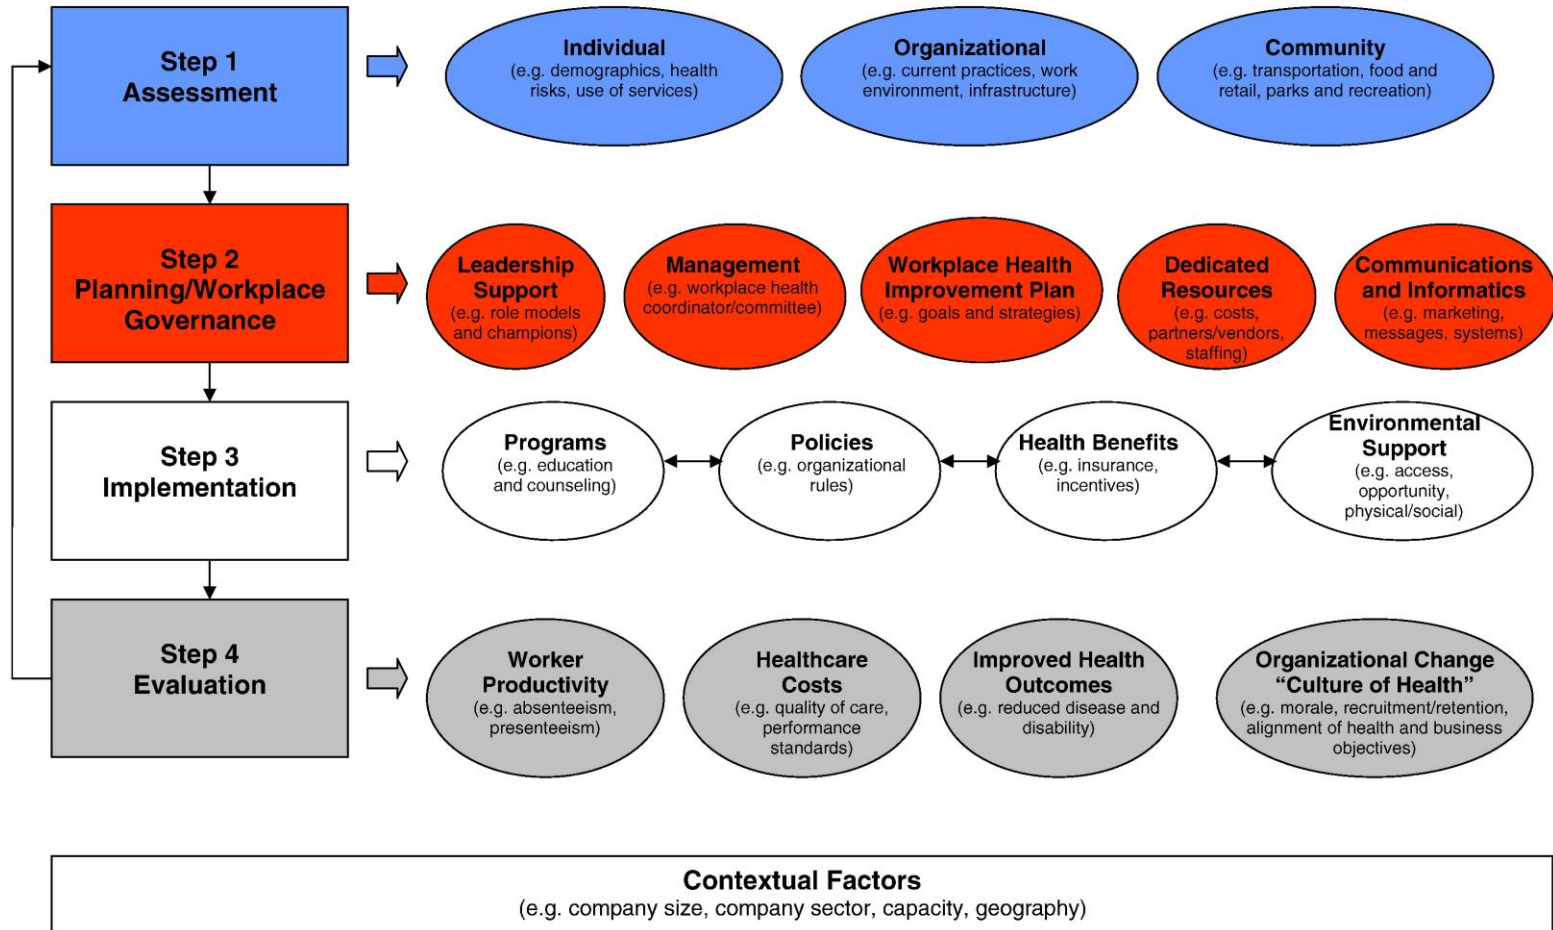 Step 1
Assessment
Individual
(e.g. demographics, health
risks, use of services)
Organizational
(e.g. current practices, work
environment, infrastructure)
Community
(e.g. transportation, food and
retail, parks and recreation)
Step 2
Planning/Workplace
Governance
Leadership
Support
(e.g. role models
and champions)
Management
(e.g. workplace health
coordinator/committee)
Workplace Health
Improvement Plan
(e.g. goals and strategies)
Dedicated
Resources
(e.g. costs,
partners/vendors,
staffing)
Communications
and Informatics
(e.g. marketing,
messages, systems)
Step 3
Implementation
Programs
(e.g. education
and counseling)
Policies
(e.g. organizational
rules)
Health Benefits
(e.g. insurance,
incentives)
Environmental
Support
(e.g. access,
opportunity,
physical/social)
Step 4
Evaluation
Worker
Productivity
(e.g. absenteeism,
presenteeism)
Healthcare
Costs
(e.g. quality of care,
performance
standards)
Improved Health
Outcomes
(e.g. reduced disease and
disability)
Organizational Change
“Culture of Health”
(e.g. morale, recruitment/retention,
alignment of health and business
objectives)
Contextual Factors
(e.g. company size, company sector, capacity, geography)